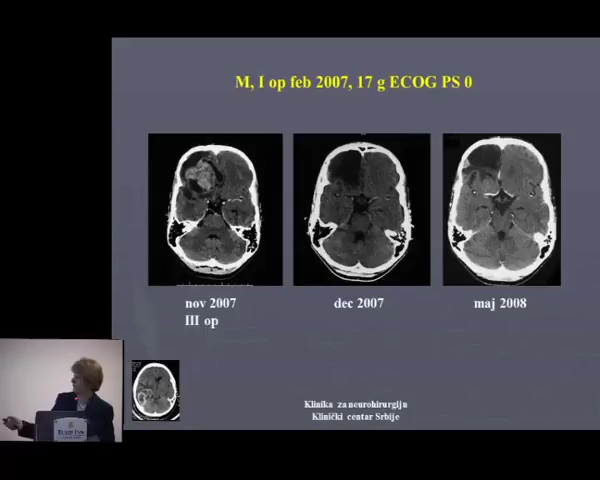 M, I op feb 2007, 17 g ECOG PS 0
nov 2007
III op
dec 2007
maj 2008
Klinika za neurohirurgiju
Klinički centar Srbije